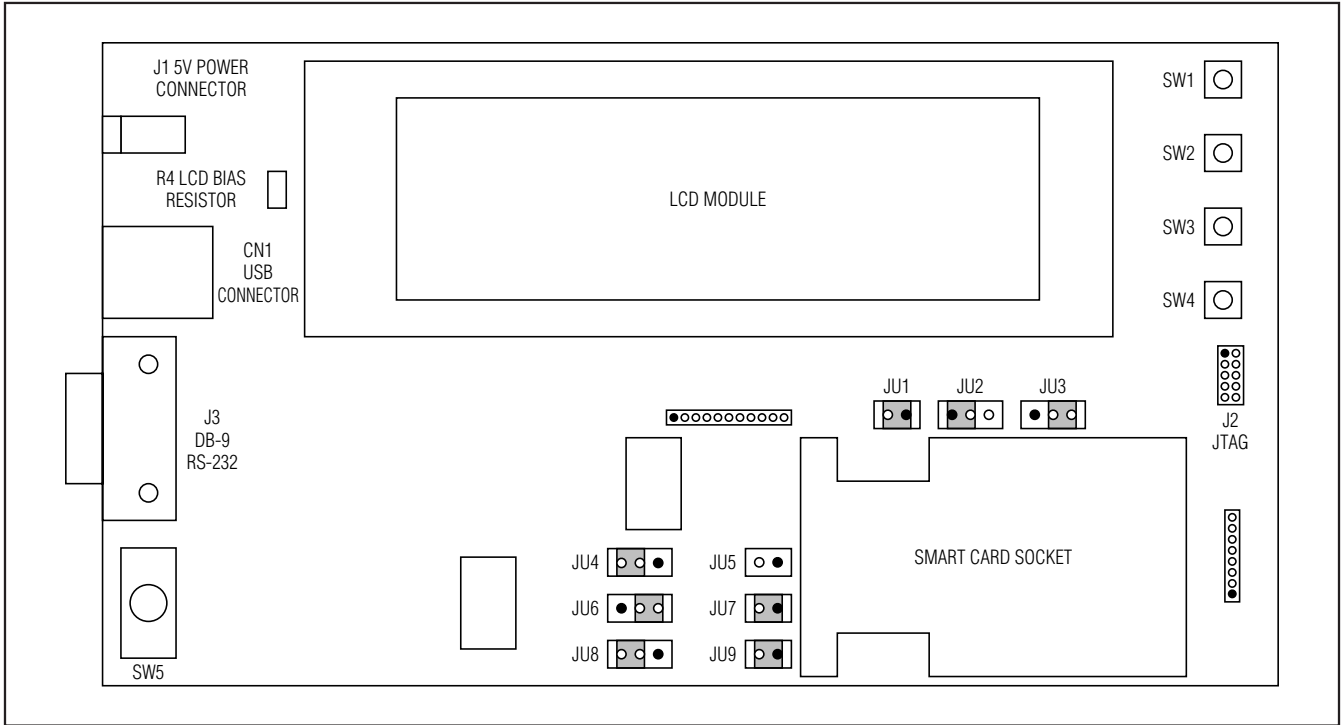 J1 5V POWER
CONNECTOR
R4 LCD BIAS
RESISTOR
CN1
USB
CONNECTOR
LCD MODULE
SW1
SW2
SW3
SW4
J3
DB-9
RS-232
JU1
JU2
JU3
J2
JTAG
SMART CARD SOCKET
JU4
JU5
JU6
JU7
JU8
JU9
SW5